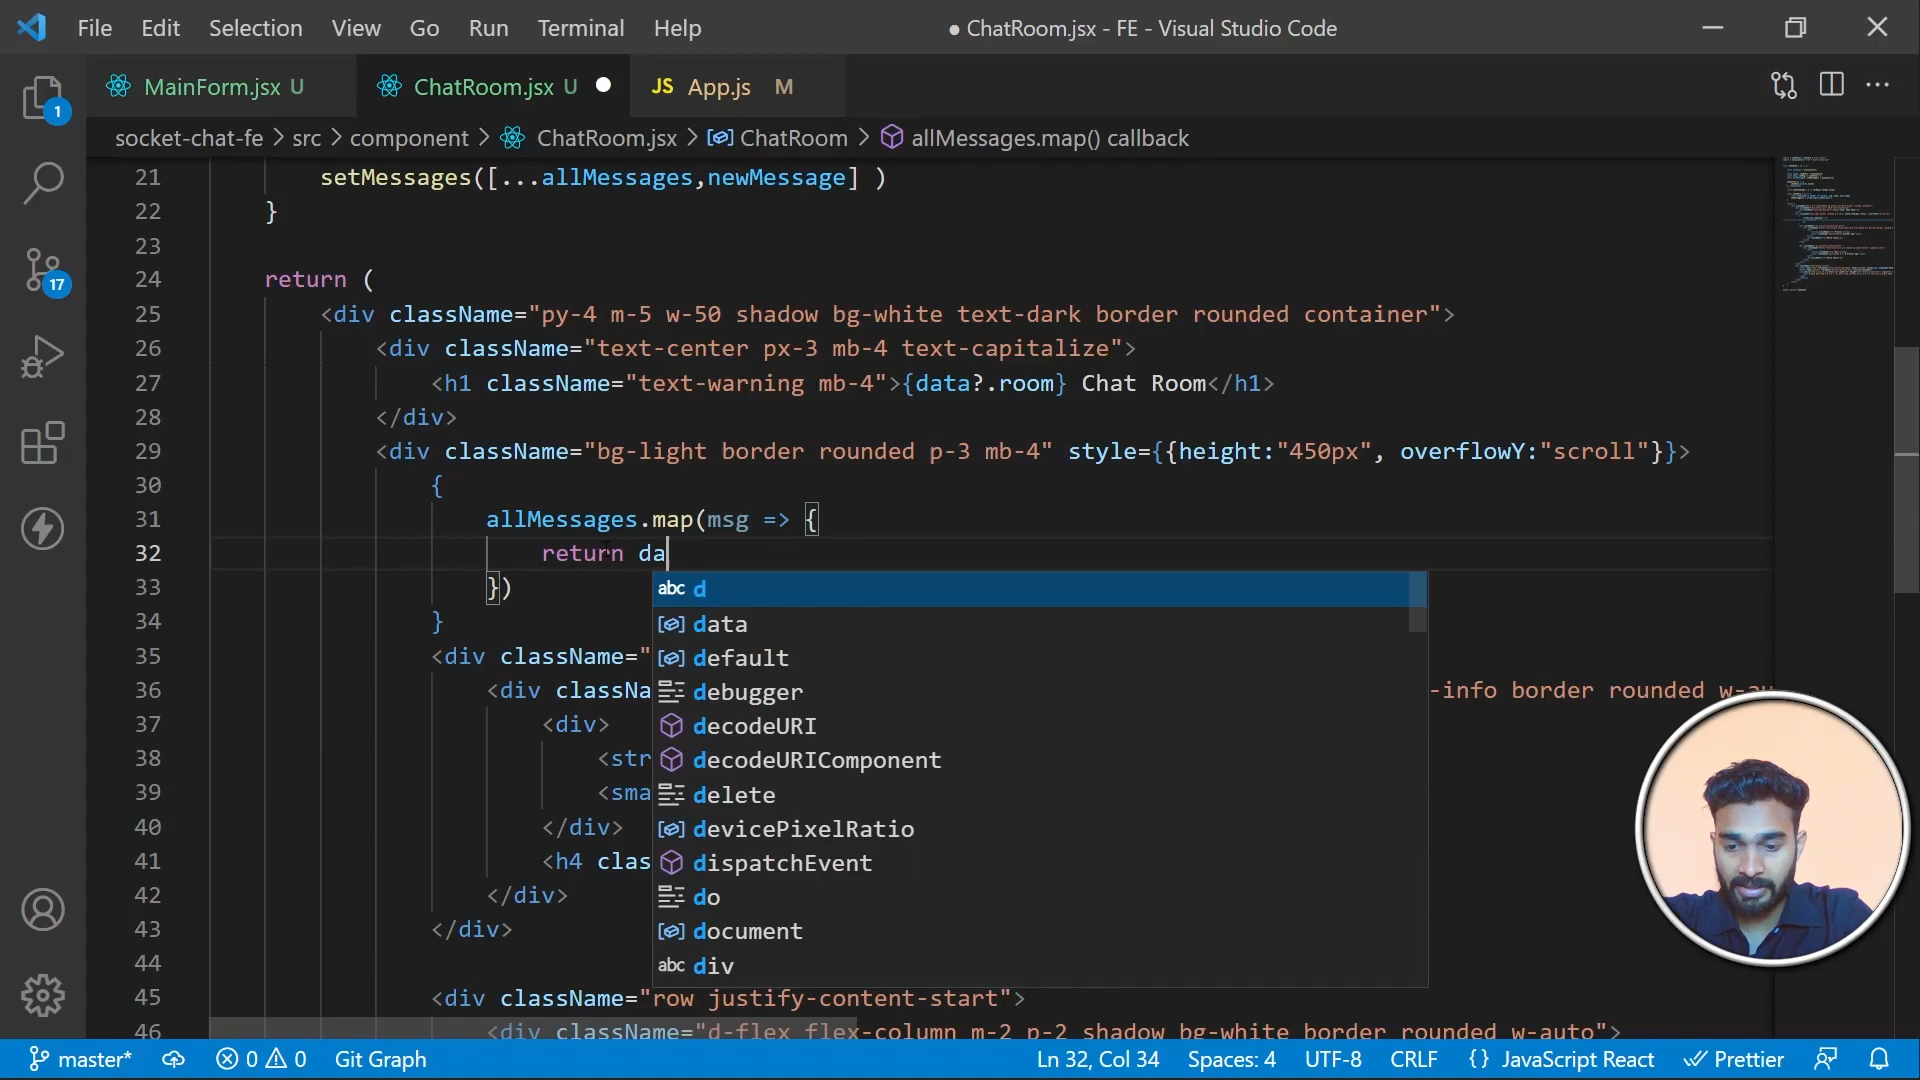 File Edit Selection View Go Run Terminal Help
● ChatRoom.jsx - FE - Visual Studio Code
MainForm.jsx U
ChatRoom.jsx U
JS App.js M
1
17
socket-chat-fe > src > component > ChatRoom.jsx > ChatRoom > allMessages.map() callback
21 setMessages([...allMessages,newMessage] )
22 }
23
24 return (
25 <div className="py-4 m-5 w-50 shadow bg-white text-dark border rounded container">
26 <div className="text-center px-3 mb-4 text-capitalize">
27 <h1 className="text-warning mb-4">{data?.room} Chat Room</h1>
28 </div>
29 <div className="bg-light border rounded p-3 mb-4" style={{height:"450px", overflowY:"scroll"}}>
30 {
31 allMessages.map(msg => {
32 return da
33 })
34 }
35 <div className="
36 <div classNa
-info border rounded w-au
37 <div>
38 <str
39 <sma
40 </div>
41 <h4 clas
42 </div>
43 </div>
44
45 <div className="row justify-content-start">
46 <div className="d-flex flex-column m-2 p-2 shadow bg-white border rounded w-auto">
abc d
data
default
debugger
decodeURI
decodeURIComponent
delete
devicePixelRatio
dispatchEvent
do
document
abc div
master* 0 0 Git Graph
Ln 32, Col 34 Spaces: 4 UTF-8 CRLF {} JavaScript React Prettier